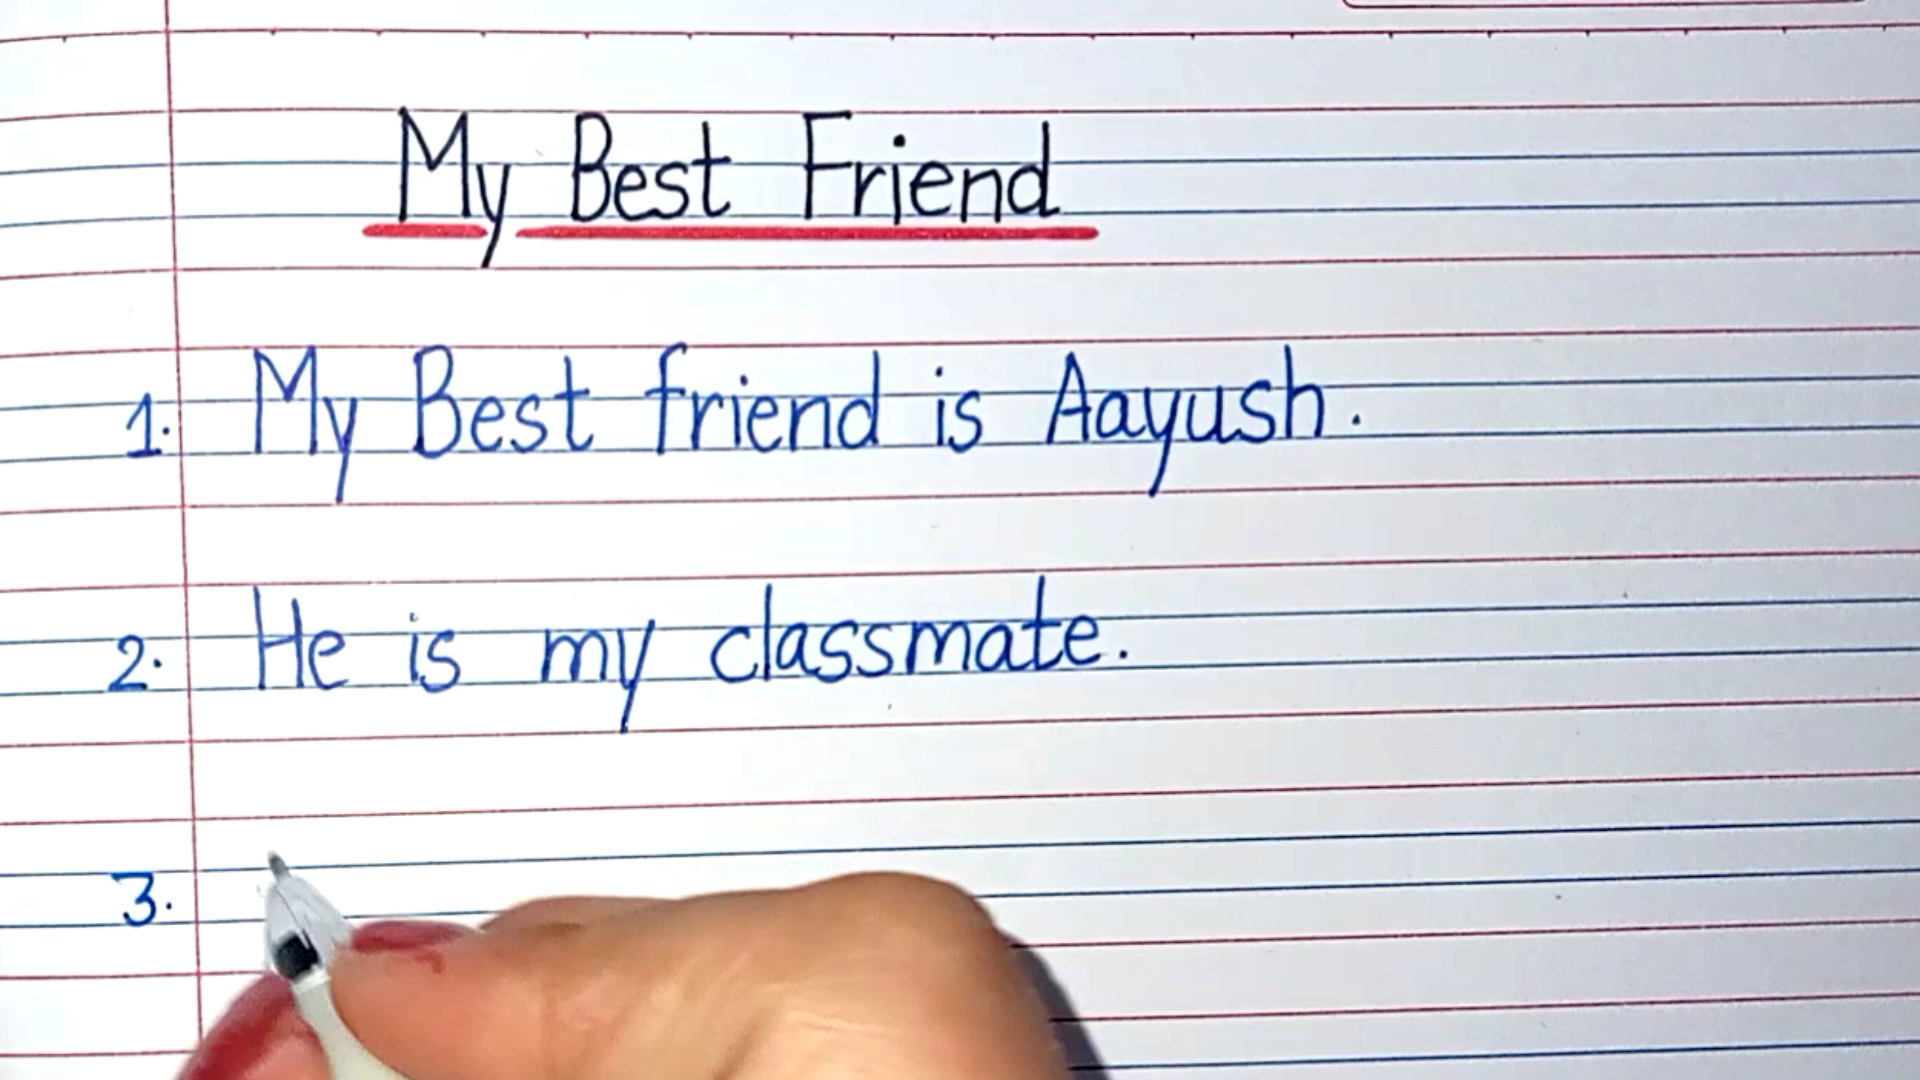 My Best Friend
1. My Best friend is Aayush.
2. He is my classmate.
3.